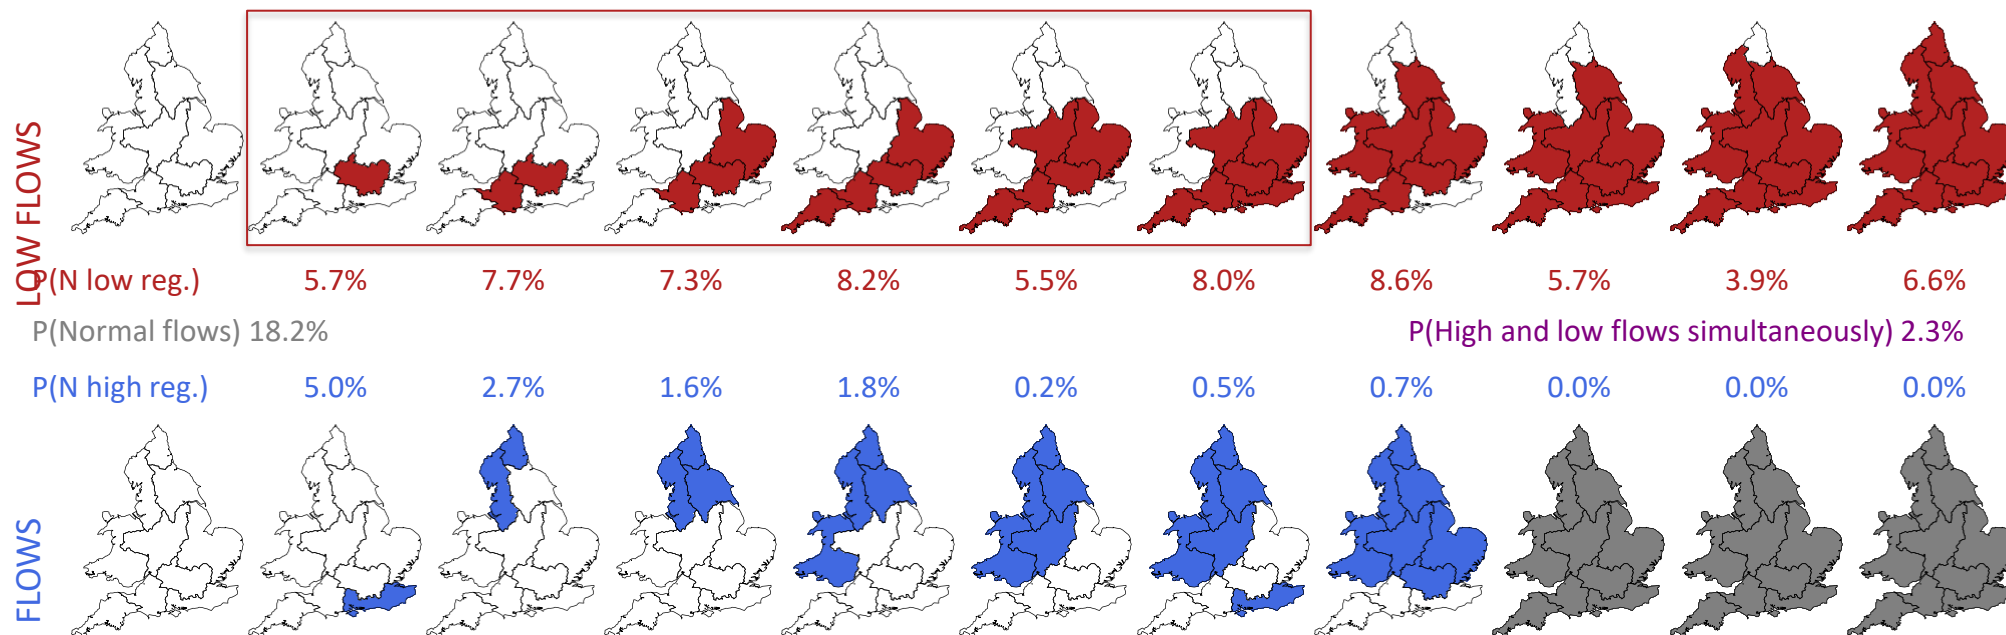 LOW FLOWS
P(N low reg.) 5.7% 7.7% 7.3% 8.2% 5.5% 8.0% 8.6% 5.7% 3.9% 6.6%
P(Normal flows) 18.2% P(High and low flows simultaneously) 2.3%
P(N high reg.) 5.0% 2.7% 1.6% 1.8% 0.2% 0.5% 0.7% 0.0% 0.0% 0.0%
FLOWS